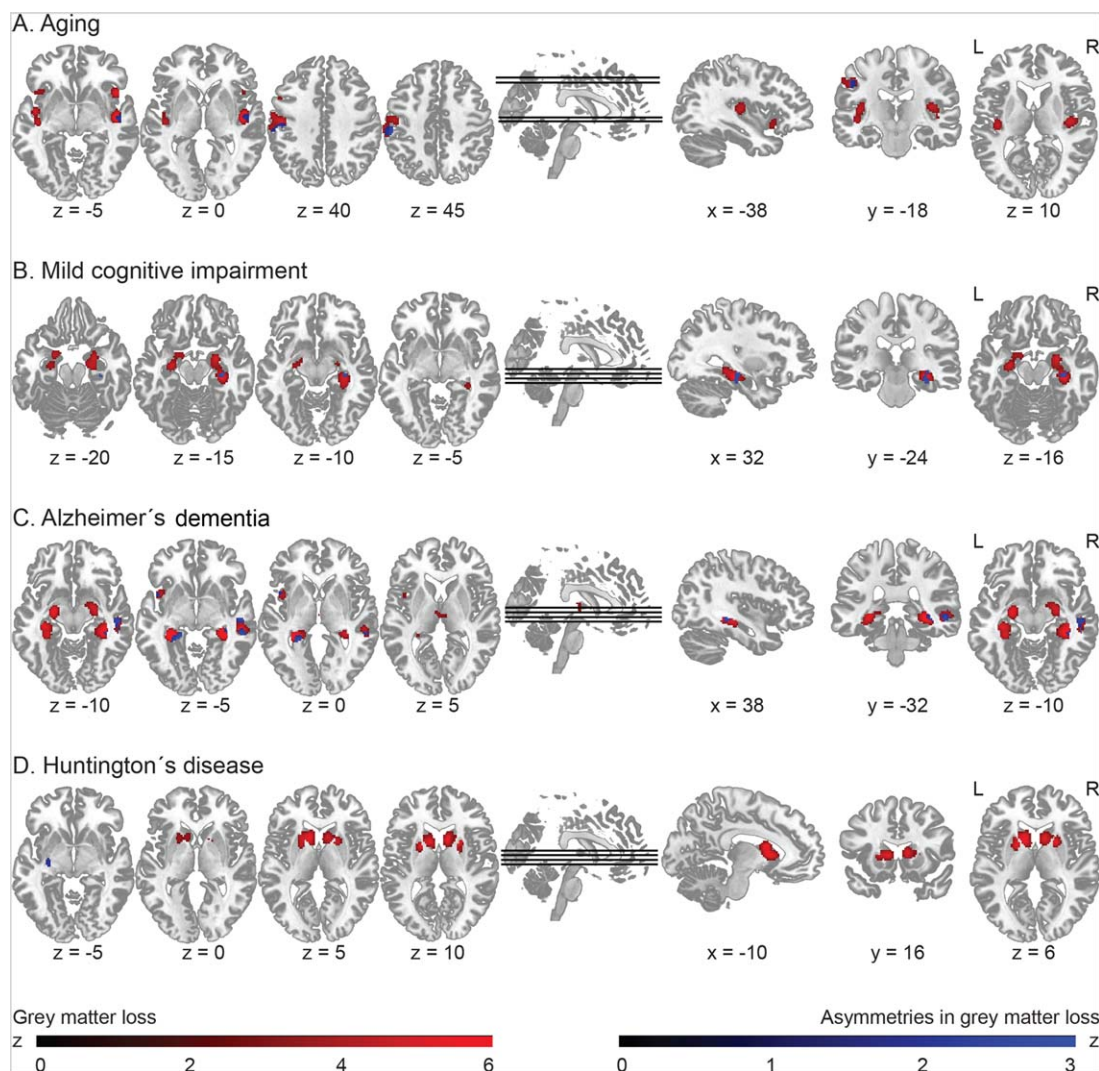 A. Aging
L R
z = -5 z = 0 z = 40 z = 45 x = -38 y = -18 z = 10
B. Mild cognitive impairment
L R
z = -20 z = -15 z = -10 z = -5 x = 32 y = -24 z = -16
C. Alzheimer´s dementia
L R
z = -10 z = -5 z = 0 z = 5 x = 38 y = -32 z = -10
D. Huntington´s disease
L R
z = -5 z = 0 z = 5 z = 10 x = -10 y = 16 z = 6
Grey matter loss Asymmetries in grey matter loss
z z
0 2 4 6 0 1 2 3